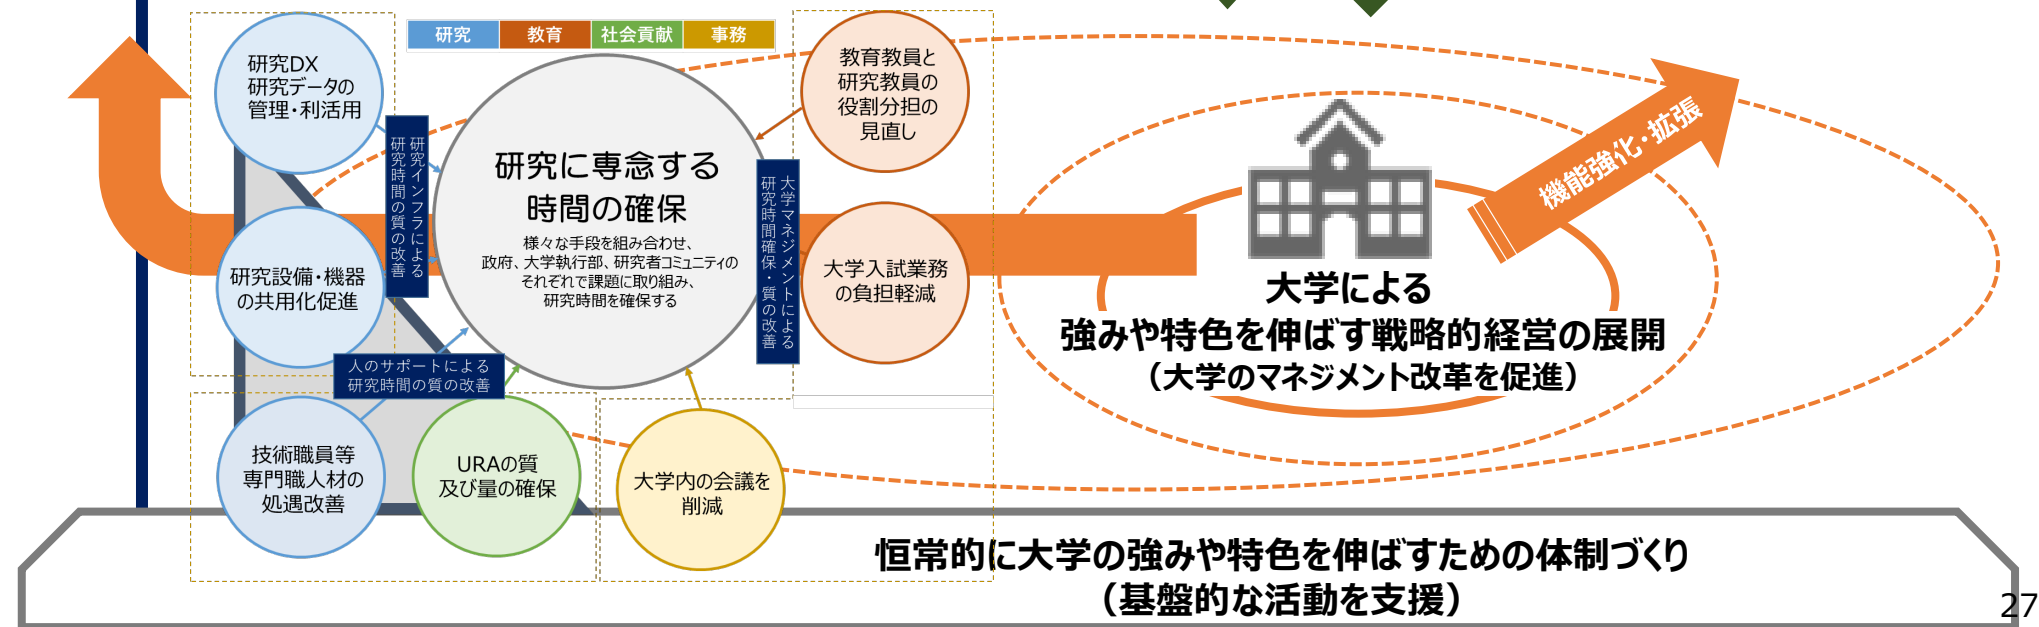 研究 教育 社会貢献 事務
研究DX
研究データの
管理・利活用
研究インフラによる
研究時間の質の改善
研究設備・機器
の共用化促進
人のサポートによる
研究時間の質の改善
技術職員等
専門職人材の
処遇改善
URAの質
及び量の確保
研究に専念する
時間の確保
様々な手段を組み合わせ、
政府、大学執行部、研究者コミュニティの
それぞれで課題に取り組み、
研究時間を確保する
大学内の会議を
削減
教育教員と
研究教員の
役割分担の
見直し
大学マネジメントによる
研究時間確保・質の改善
大学入試業務
の負担軽減
機能強化・拡張
大学による
強みや特色を伸ばす戦略的経営の展開
（大学のマネジメント改革を促進）
恒常的に大学の強みや特色を伸ばすための体制づくり
（基盤的な活動を支援）
27